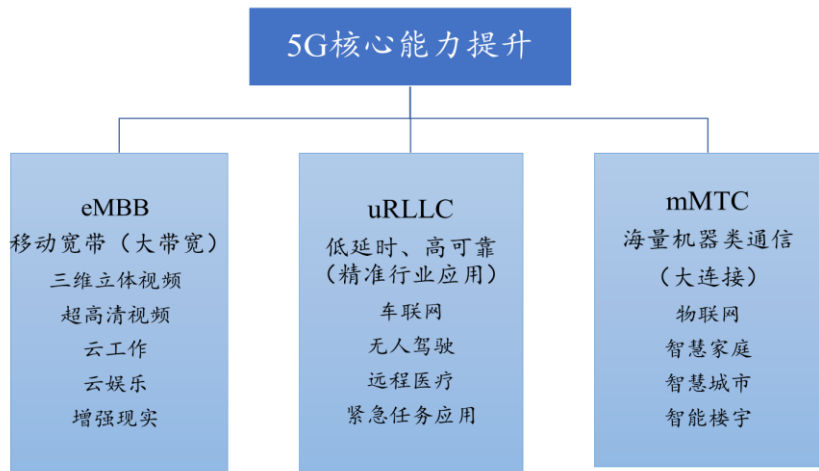 5G核心能力提升
eMBB
移动宽带（大带宽）
三维立体视频
超高清视频
云工作
云娱乐
增强现实
uRLLC
低延时、高可靠
（精准行业应用）
车联网
无人驾驶
远程医疗
紧急任务应用
mMTC
海量机器类通信
（大连接）
物联网
智慧家庭
智慧城市
智能楼宇